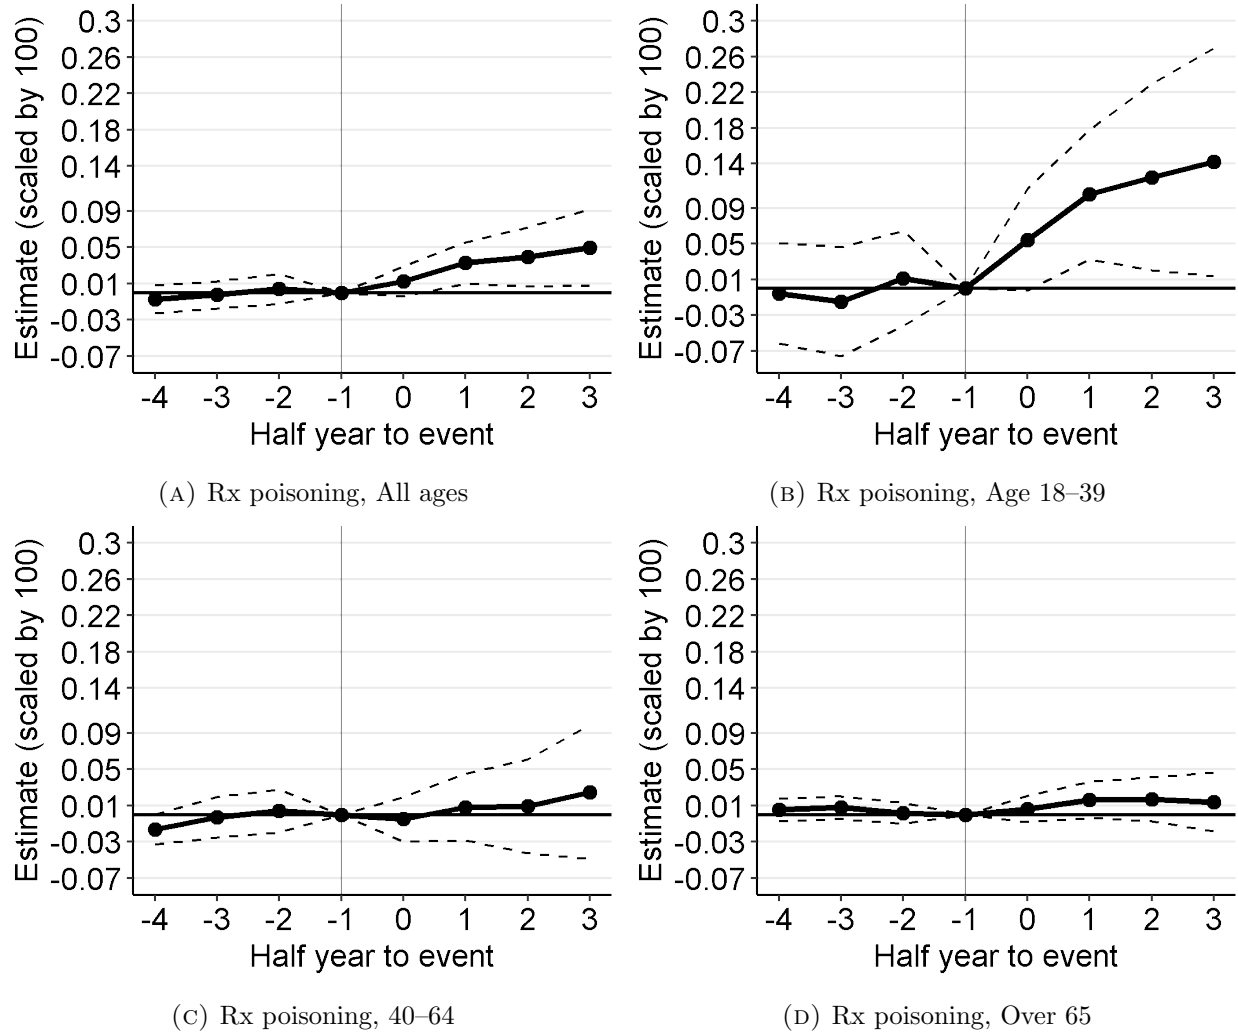 Estimate (scaled by 100)
0.3
0.26
0.22
0.18
0.14
0.09
0.05
0.01
-0.03
-0.07
-4 -3 -2 -1 0 1 2 3
Half year to event
(A) Rx poisoning, All ages
Estimate (scaled by 100)
0.3
0.26
0.22
0.18
0.14
0.09
0.05
0.01
-0.03
-0.07
-4 -3 -2 -1 0 1 2 3
Half year to event
(B) Rx poisoning, Age 18–39
Estimate (scaled by 100)
0.3
0.26
0.22
0.18
0.14
0.09
0.05
0.01
-0.03
-0.07
-4 -3 -2 -1 0 1 2 3
Half year to event
(C) Rx poisoning, 40–64
Estimate (scaled by 100)
0.3
0.26
0.22
0.18
0.14
0.09
0.05
0.01
-0.03
-0.07
-4 -3 -2 -1 0 1 2 3
Half year to event
(D) Rx poisoning, Over 65